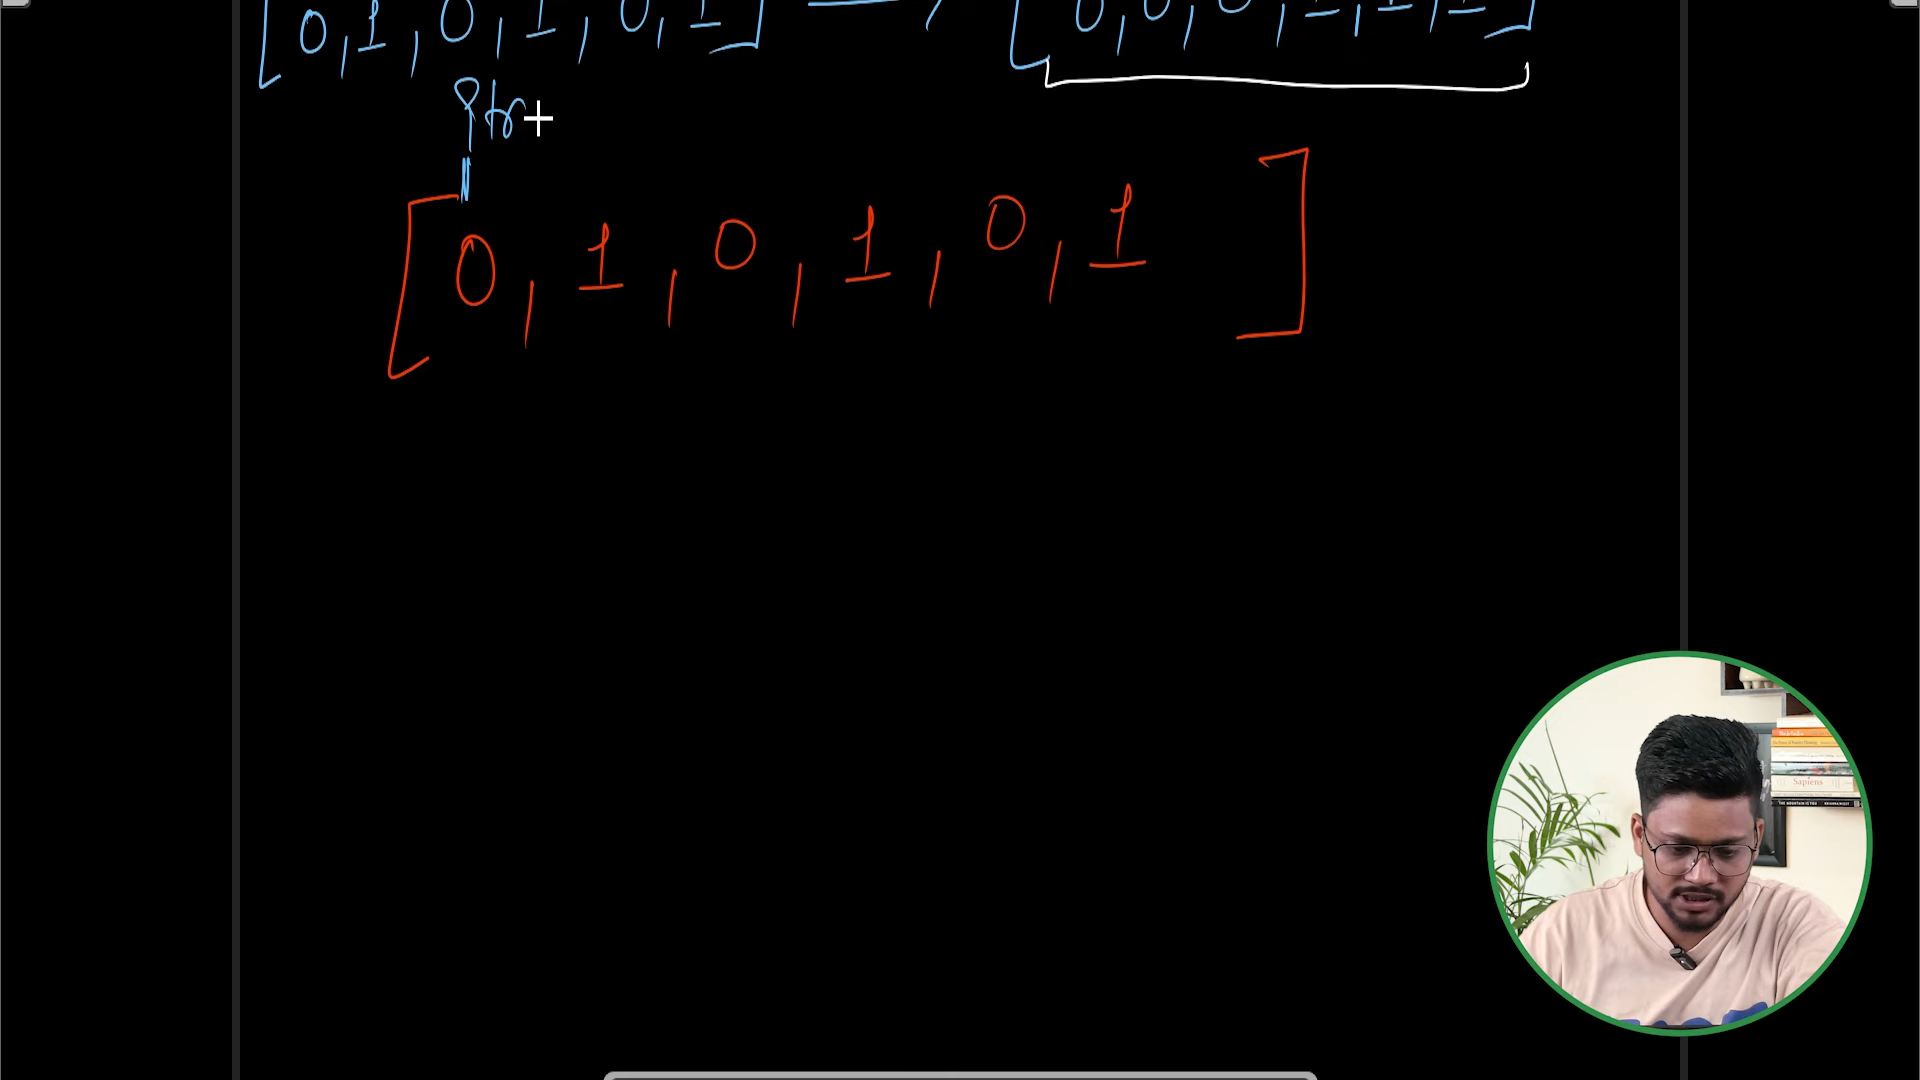 [0, 1, 0, 1, 0, 1] → [0, 0, 0, 1, 1, 1]
ptr
[0, 1, 0, 1, 0, 1]
Sapiens